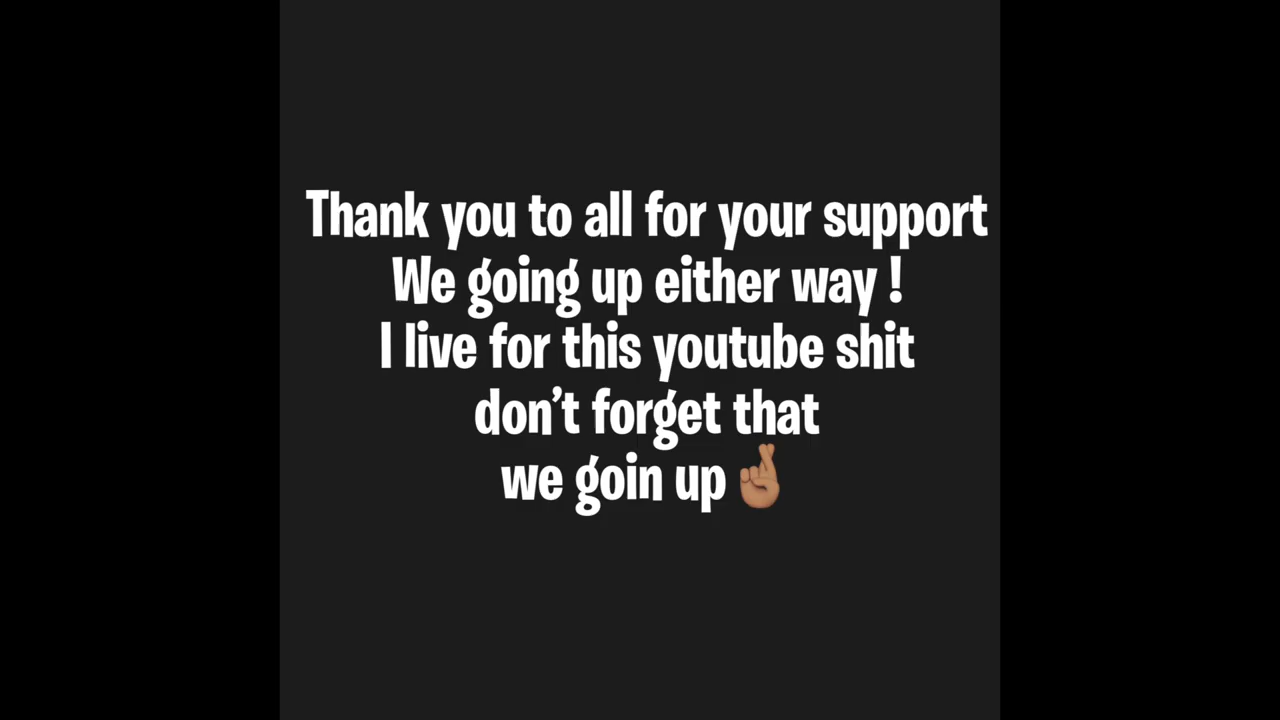 Thank you to all for your support
We going up either way !
I live for this youtube shit
don’t forget that
we goin up🤞🏽